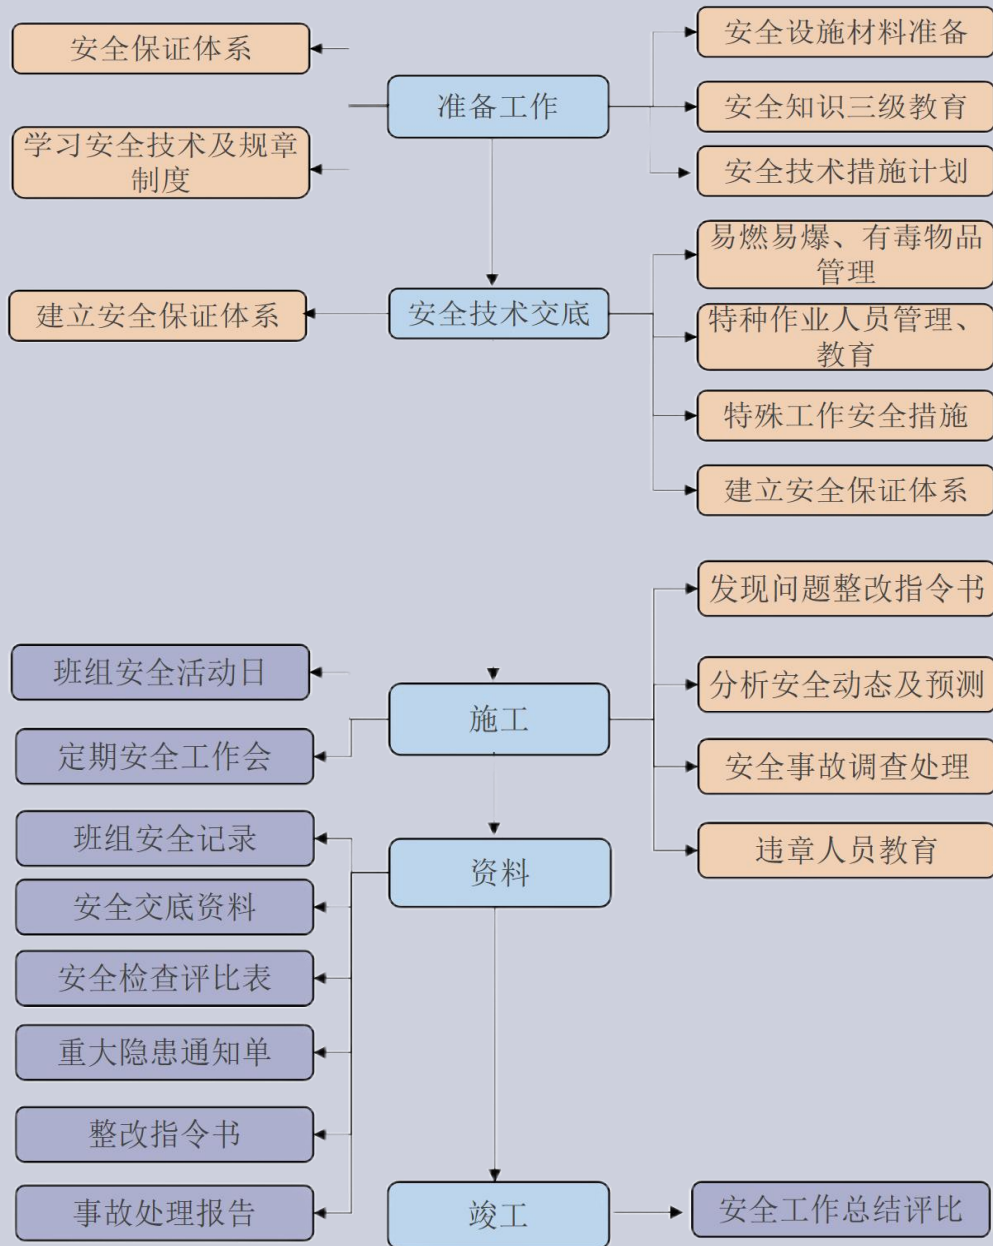 安全保证体系
安全设施材料准备
准备工作
安全知识三级教育
学习安全技术及规章
制度
安全技术措施计划
易燃易爆、有毒物品
管理
建立安全保证体系
安全技术交底
特种作业人员管理、
教育
特殊工作安全措施
建立安全保证体系
发现问题整改指令书
班组安全活动日
分析安全动态及预测
施工
定期安全工作会
安全事故调查处理
班组安全记录
违章人员教育
资料
安全交底资料
安全检查评比表
重大隐患通知单
整改指令书
事故处理报告
竣工
安全工作总结评比